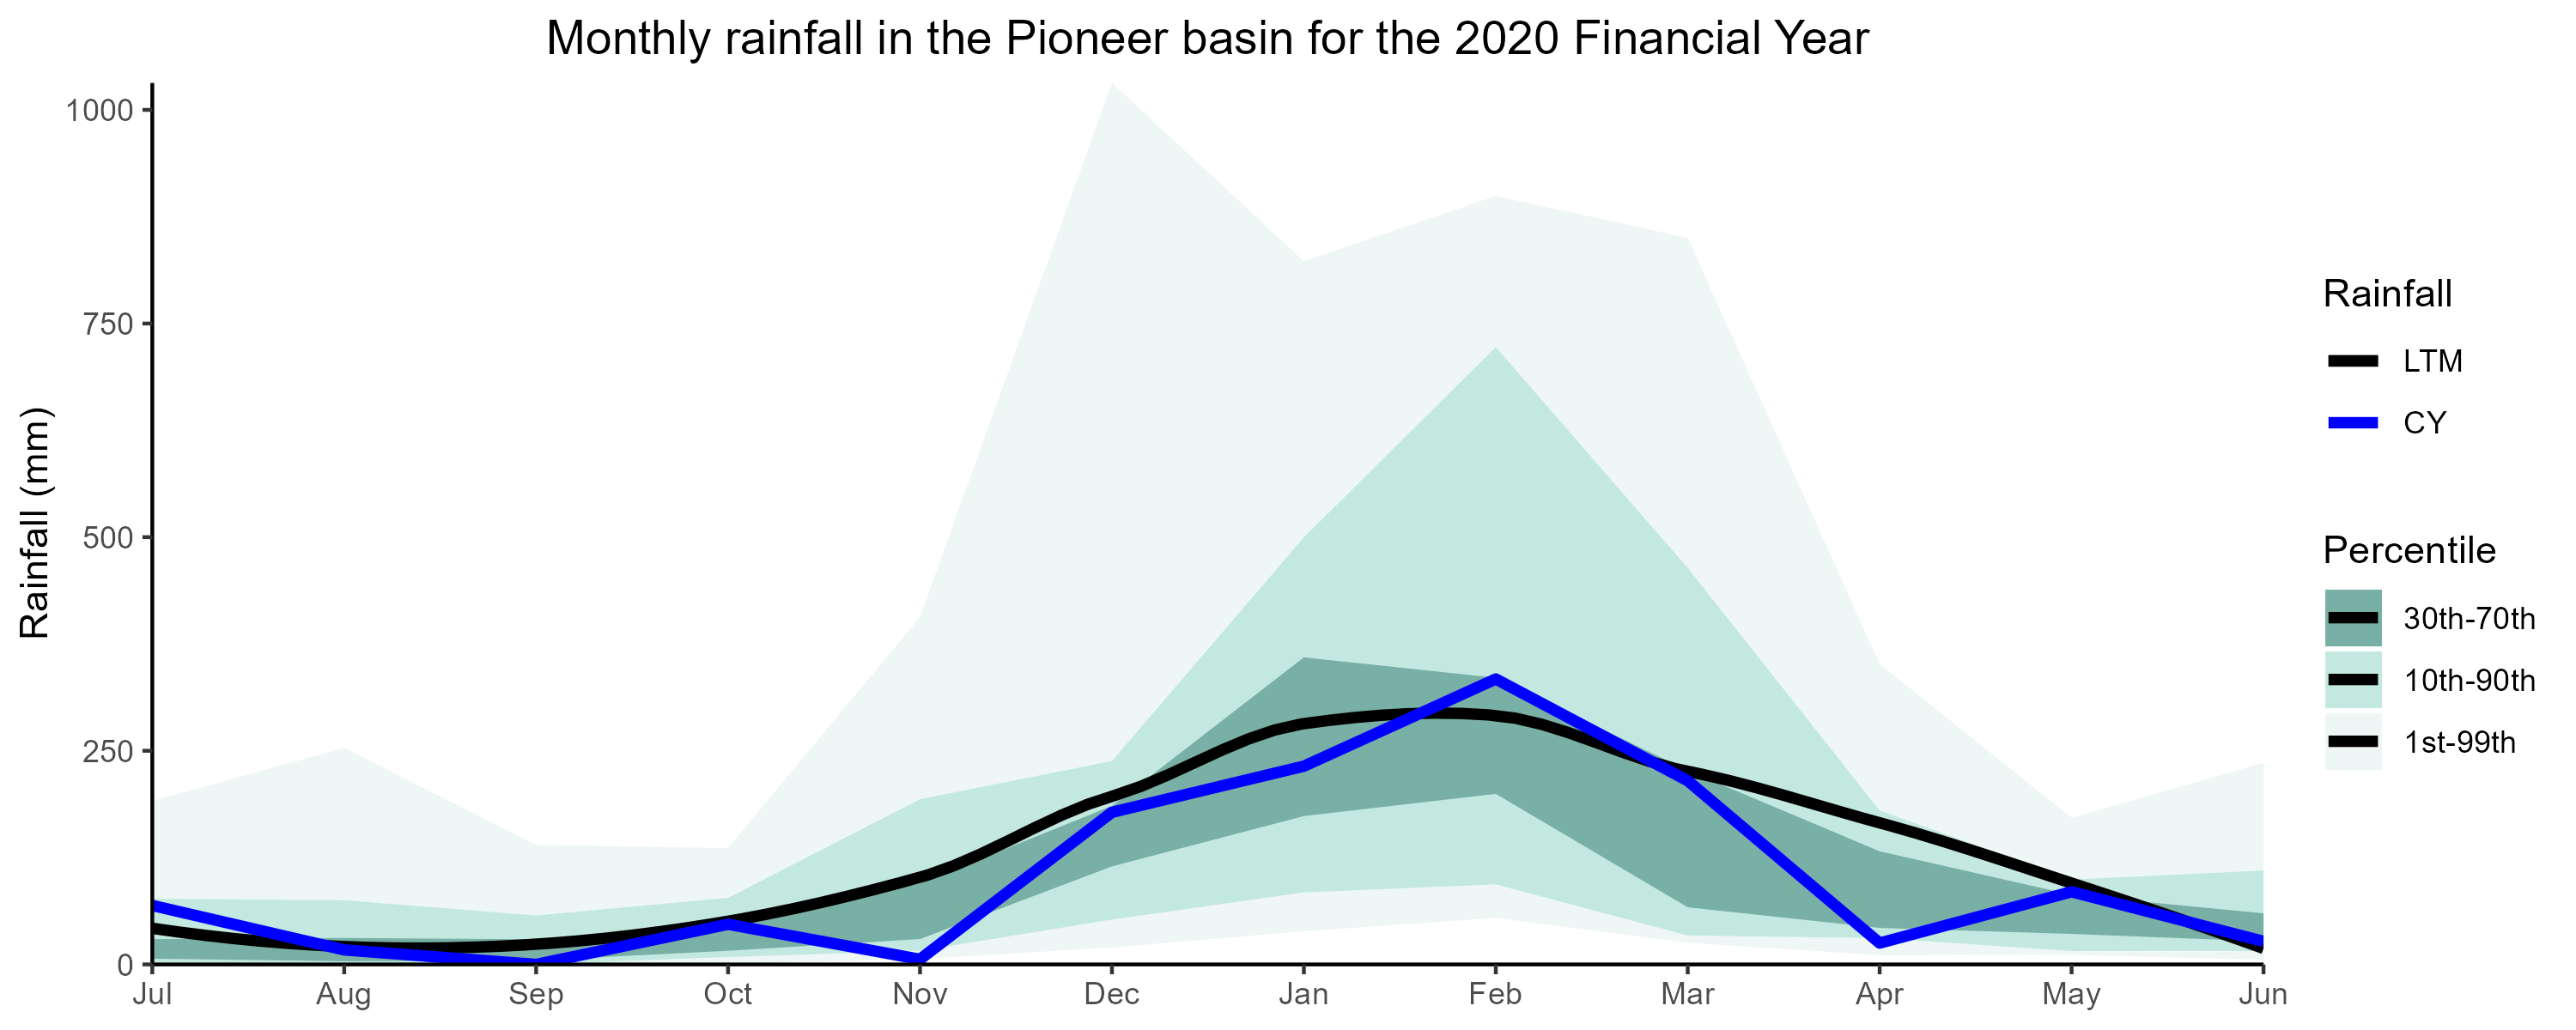 Monthly rainfall in the Pioneer basin for the 2020 Financial Year
Rainfall (mm)
1000
750
500
250
0
Jul Aug Sep Oct Nov Dec Jan Feb Mar Apr May Jun
Rainfall
LTM
CY
Percentile
30th-70th
10th-90th
1st-99th